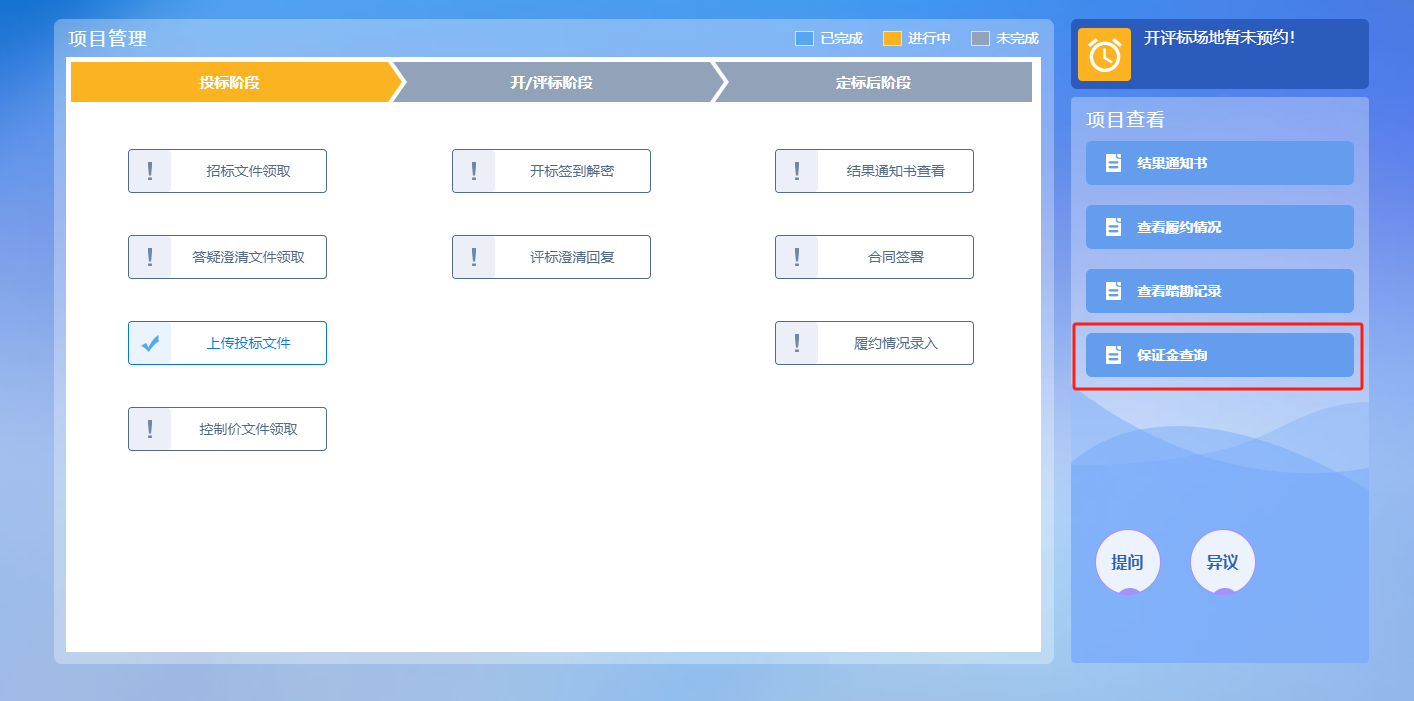 项目管理
已完成 进行中 未完成
投标阶段 开/评标阶段 定标后阶段
招标文件领取 开标签到解密 结果通知书查看
答疑澄清文件领取 评标澄清回复 合同签署
上传投标文件 履约情况录入
控制价文件领取
开评标场地暂未预约!
项目查看
结果通知书
查看履约情况
查看踏勘记录
保证金查询
提问 异议